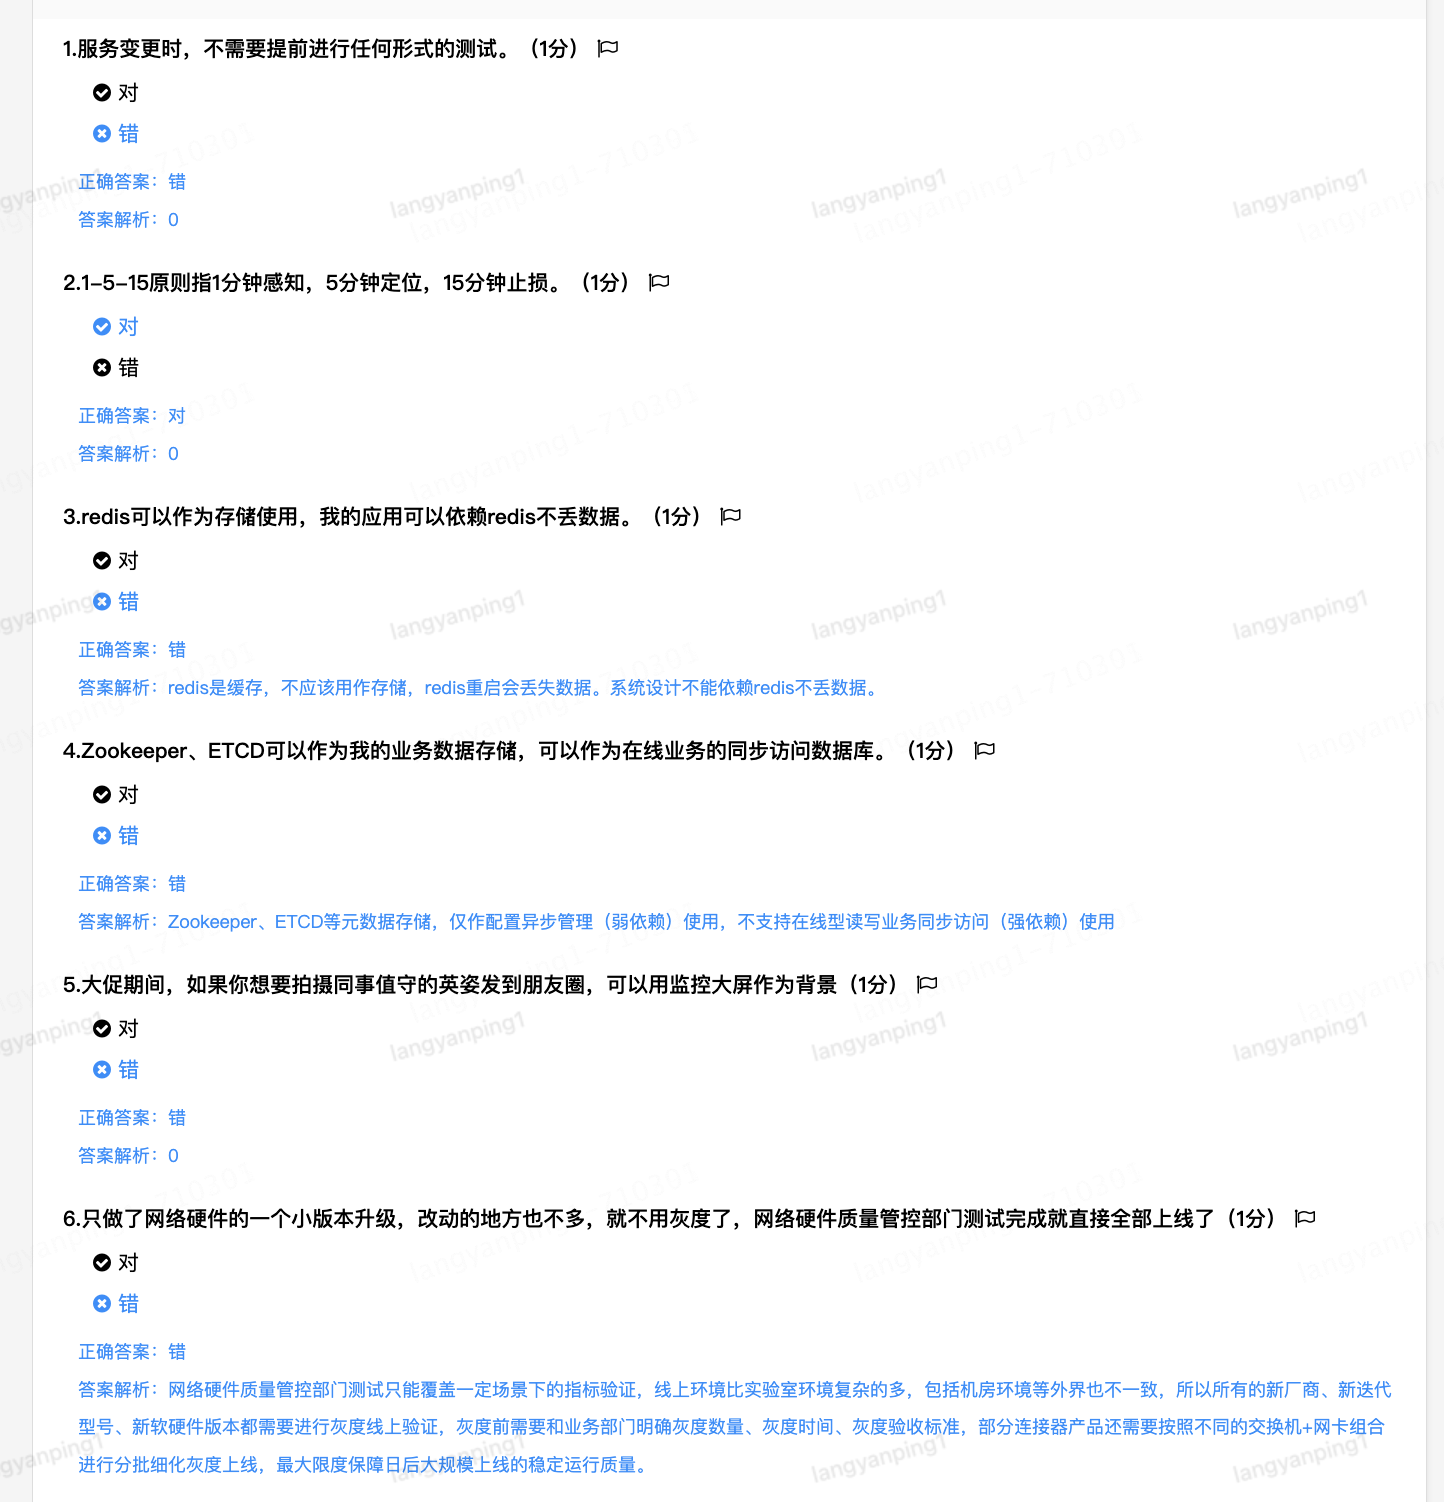 1.服务变更时，不需要提前进行任何形式的测试。（1分）
对
错
正确答案：错
答案解析：0
2.1-5-15原则指1分钟感知，5分钟定位，15分钟止损。（1分）
对
错
正确答案：对
答案解析：0
3.redis可以作为存储使用，我的应用可以依赖redis不丢数据。（1分）
对
错
正确答案：错
答案解析：redis是缓存，不应该用作存储，redis重启会丢失数据。系统设计不能依赖redis不丢数据。
4.Zookeeper、ETCD可以作为我的业务数据存储，可以作为在线业务的同步访问数据库。（1分）
对
错
正确答案：错
答案解析：Zookeeper、ETCD等元数据存储，仅作配置异步管理（弱依赖）使用，不支持在线型读写业务同步访问（强依赖）使用
5.大促期间，如果你想要拍摄同事值守的英姿发到朋友圈，可以用监控大屏作为背景（1分）
对
错
正确答案：错
答案解析：0
6.只做了网络硬件的一个小版本升级，改动的地方也不多，就不用灰度了，网络硬件质量管控部门测试完成就直接全部上线了（1分）
对
错
正确答案：错
答案解析：网络硬件质量管控部门测试只能覆盖一定场景下的指标验证，线上环境比实验室环境复杂的多，包括机房环境等外界也不一致，所以所有的新厂商、新迭代
型号、新软硬件版本都需要进行灰度线上验证，灰度前需要和业务部门明确灰度数量、灰度时间、灰度验收标准，部分连接器产品还需要按照不同的交换机+网卡组合
进行分批细化灰度上线，最大限度保障日后大规模上线的稳定运行质量。
langyanping1
langyanping1-710301